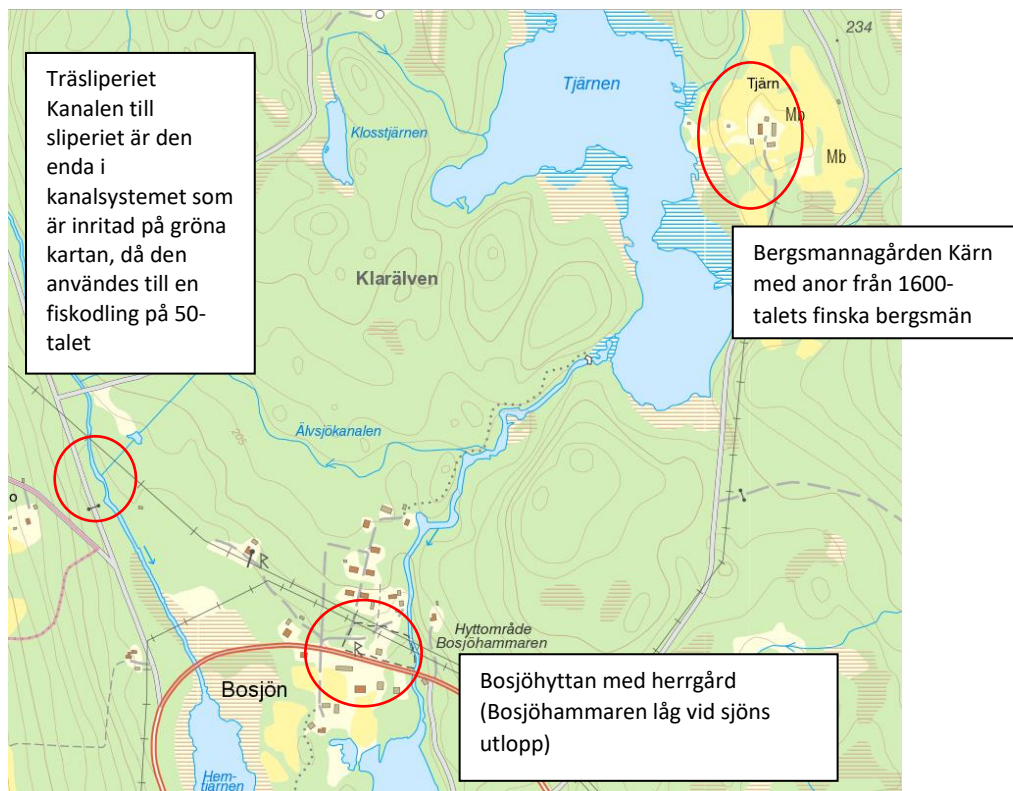 Träsliperiet
Kanalen till
sliperiet är den
enda i
kanalsystemet som
är inritad på gröna
kartan, då den
användes till en
fiskodling på 50-
talet
Klosstjärnen
Tjärnen
234
Tjärn
Mb
Mb
Bergsmannagården Kärn
med anor från 1600-
talets finska bergsmän
Klarälven
205
Älvsjökanalen
o
R
R
Hyttområde
Bosjöhammaren
Bosjön
Bosjöhyttan med herrgård
(Bosjöhammaren låg vid sjöns
utlopp)
Hem-
tjärnen